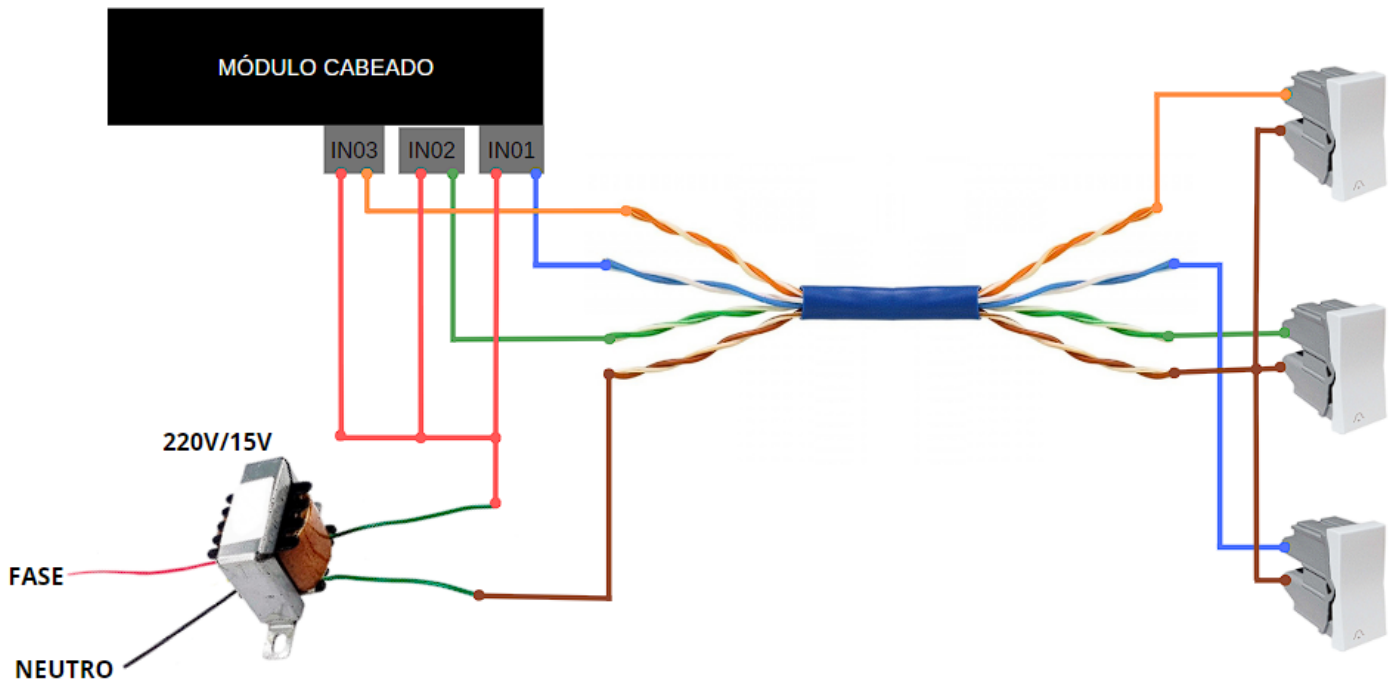 MÓDULO CABEADO
IN03 IN02 IN01
220V/15V
FASE
NEUTRO